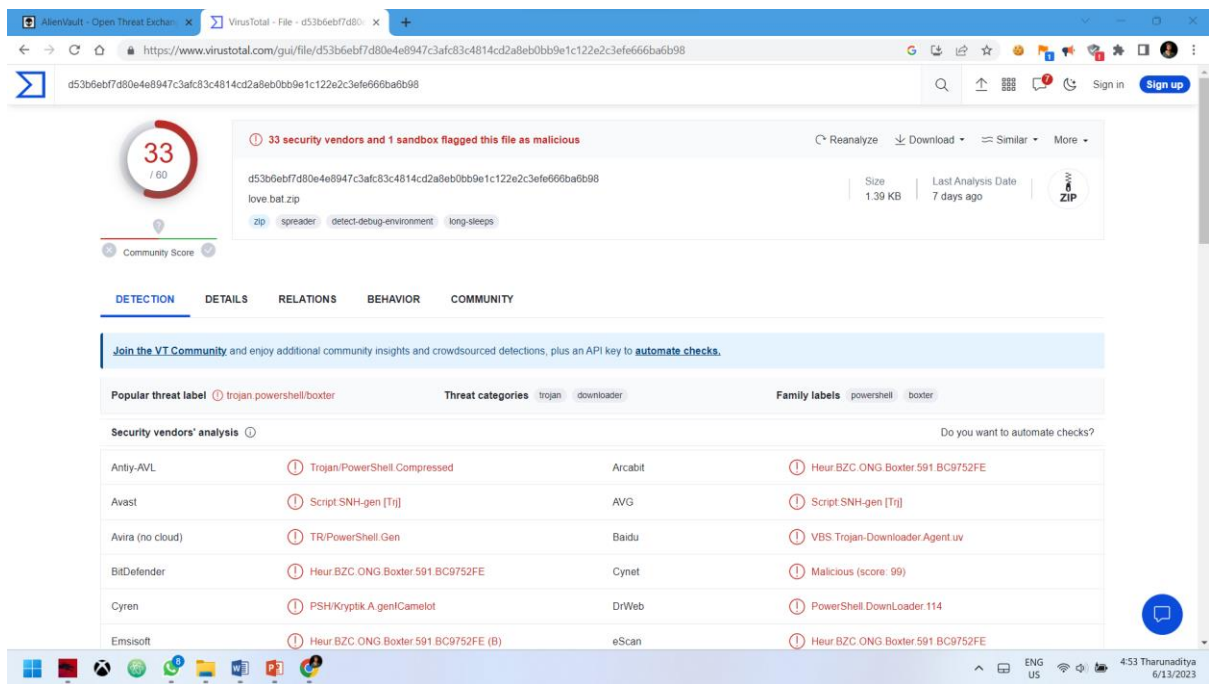 AlienVault - Open Threat Exchan
VirusTotal - File - d53b6ebf7d80
https://www.virustotal.com/gui/file/d53b6ebf7d80e4e8947c3afc83c4814cd2a8eb0bb9e1c122e2c3efe666ba6b98
d53b6ebf7d80e4e8947c3afc83c4814cd2a8eb0bb9e1c122e2c3efe666ba6b98
Sign in
Sign up
33
/ 60
Community Score
33 security vendors and 1 sandbox flagged this file as malicious
Reanalyze Download Similar More
d53b6ebf7d80e4e8947c3afc83c4814cd2a8eb0bb9e1c122e2c3efe666ba6b98
love.bat.zip
zip spreader detect-debug-environment long-sleeps
Size
1.39 KB
Last Analysis Date
7 days ago
ZIP
DETECTION DETAILS RELATIONS BEHAVIOR COMMUNITY
Join the VT Community and enjoy additional community insights and crowdsourced detections, plus an API key to automate checks.
Popular threat label trojan.powershell/boxter Threat categories trojan downloader Family labels powershell boxter
Security vendors' analysis Do you want to automate checks?
Antiy-AVL Trojan/PowerShell.Compressed Arcabit Heur.BZC.ONG.Boxter.591.BC9752FE
Avast Script:SNH-gen [Trj] AVG Script:SNH-gen [Trj]
Avira (no cloud) TR/PowerShell.Gen Baidu VBS.Trojan-Downloader.Agent.uv
BitDefender Heur.BZC.ONG.Boxter.591.BC9752FE Cynet Malicious (score: 99)
Cyren PSH/Kryptik.A.gen!Camelot DrWeb PowerShell.DownLoader.114
Emsisoft Heur.BZC.ONG.Boxter.591.BC9752FE (B) eScan Heur.BZC.ONG.Boxter.591.BC9752FE
ENG
US
4:53 Tharunaditya
6/13/2023